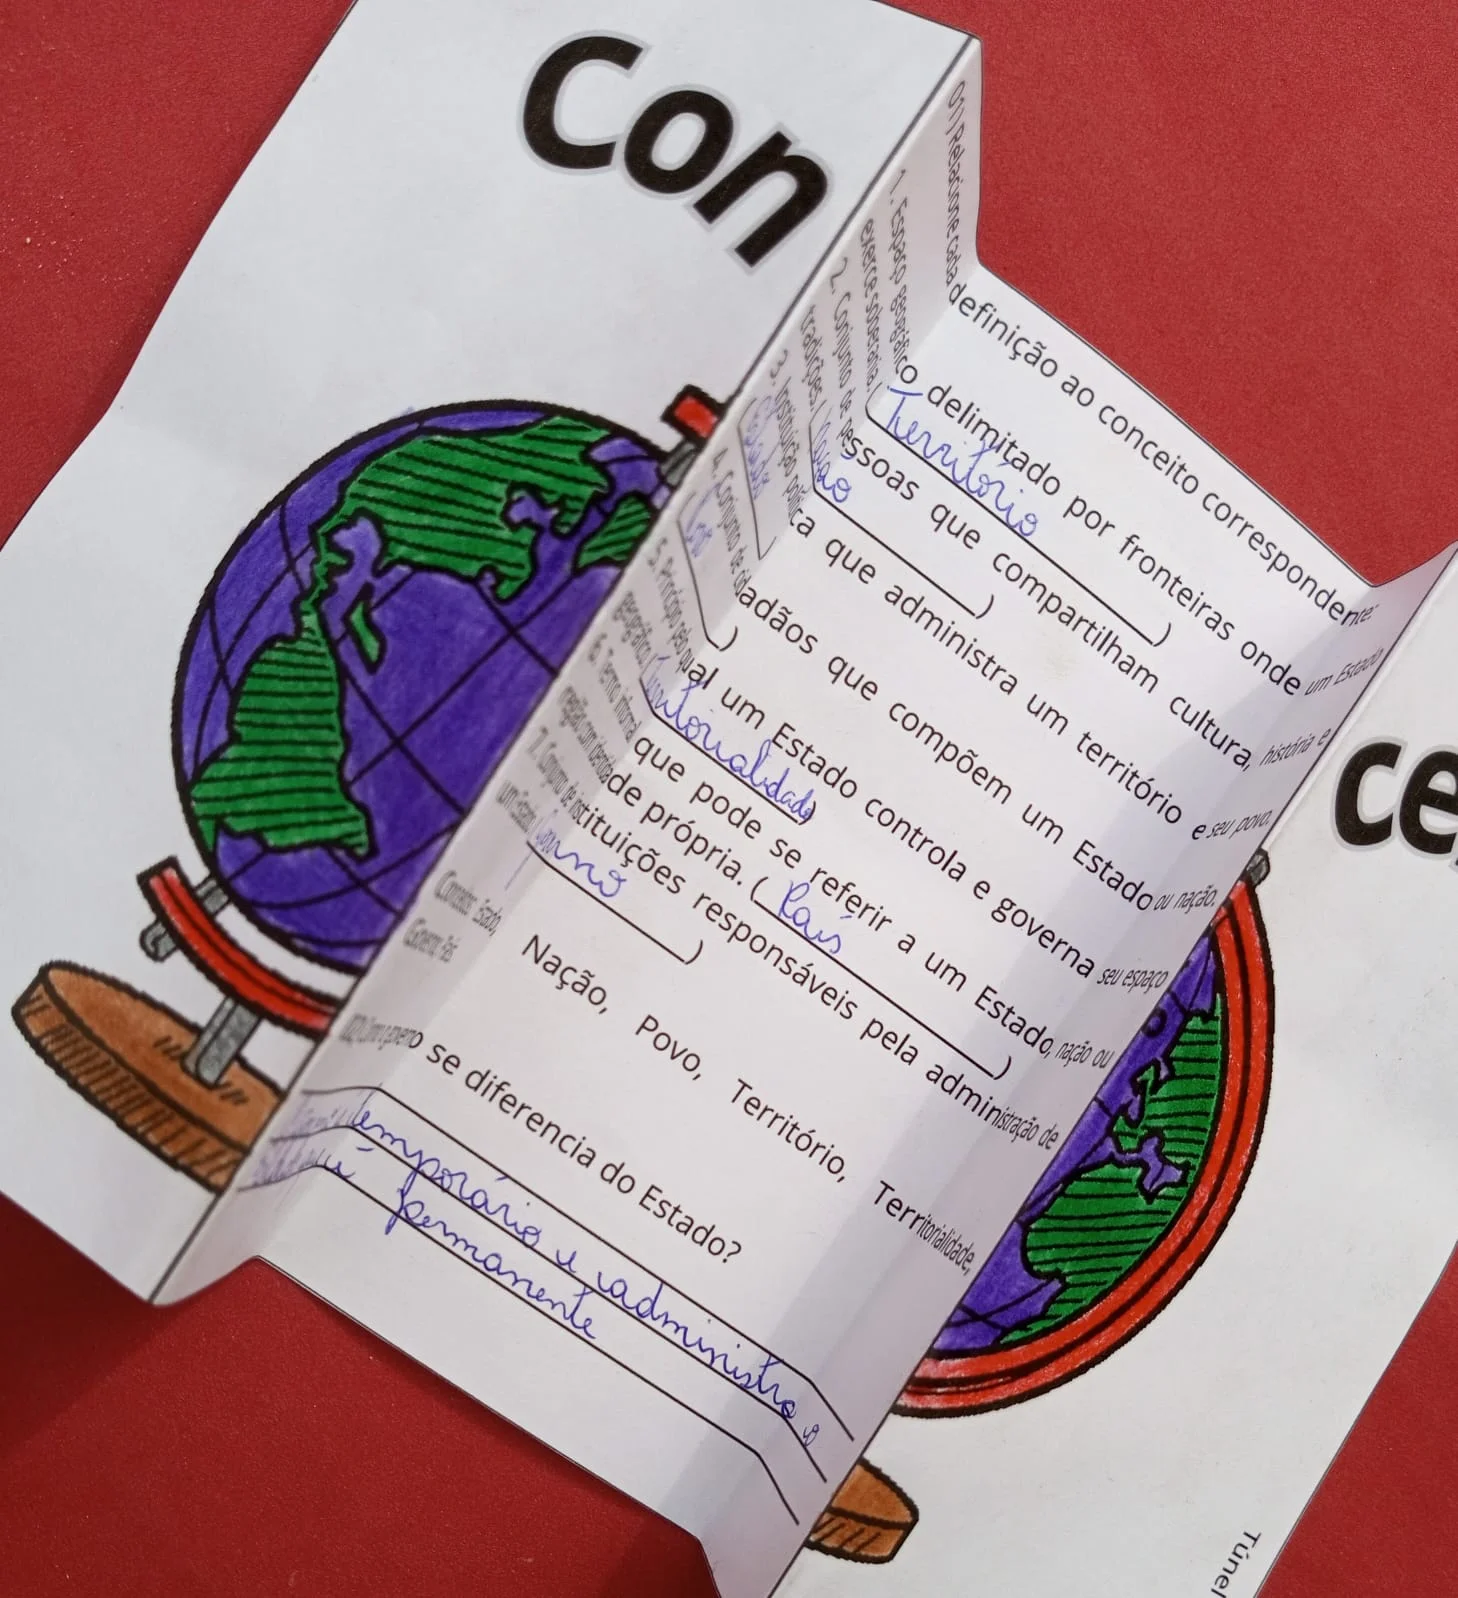 Con
01) Relacione cada definição ao conceito correspondente:
1. Espaço geográfico delimitado por fronteiras onde um Estado
exerce soberania. ( Território )
2. Conjunto de pessoas que compartilham cultura, história e
tradições. ( )
3. Instituição política que administra um território e seu povo.
( Estado )
4. Conjunto de cidadãos que compõem um Estado ou nação.
( )
5. Princípio pelo qual um Estado controla e governa seu espaço
geográfico. ( Territorialidade )
6. Termo informal que pode se referir a um Estado, nação ou
região com identidade própria. ( País )
7. Conjunto de instituições responsáveis pela administração de
um Estado. ( )
Conceitos: Estado, Nação, Povo, Território, Territorialidade,
Governo, País
02) Como o governo se diferencia do Estado?
temporário e administra o
é permanente
ce
Túnel